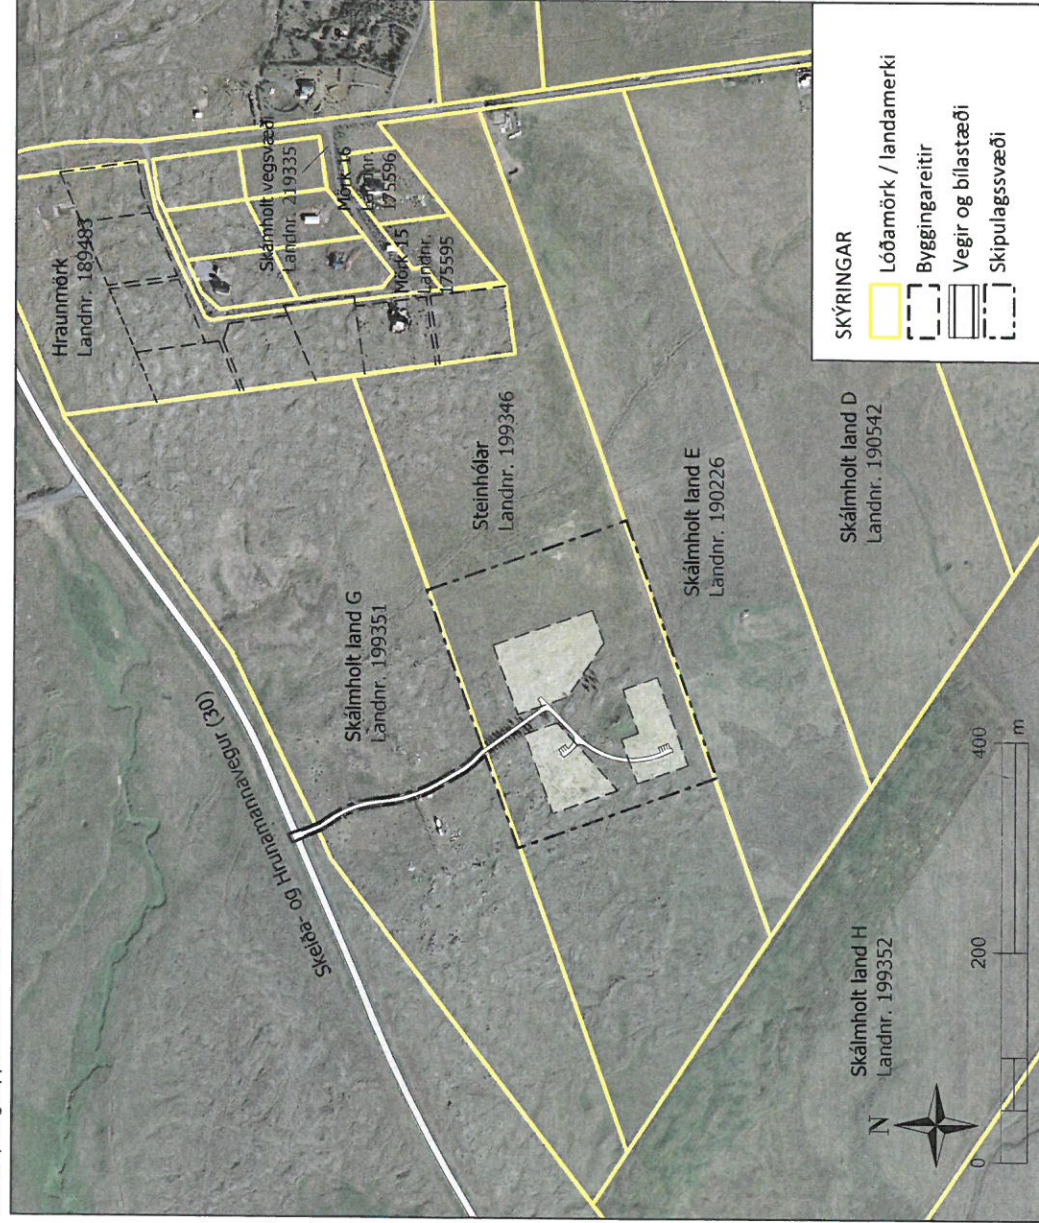 Hraunmörk
Landnr. 189483
Skámholt vegsvæði
Landnr. 219335
Mörk 16
Landnr.
175596
Mörk 15
Landnr.
175595
Skeiða- og Hrunamannavegur (30)
Skálmholt land G
Landnr. 199351
Steinhólar
Landnr. 199346
Skálmholt land E
Landnr. 190226
Skálmholt land D
Landnr. 190542
Skálmholt land H
Landnr. 199352
SKÝRINGAR
Lóðamörk / landamerki
Byggingareitir
Vegir og bílastæði
Skipulagssvæði
N
0 200 400
m